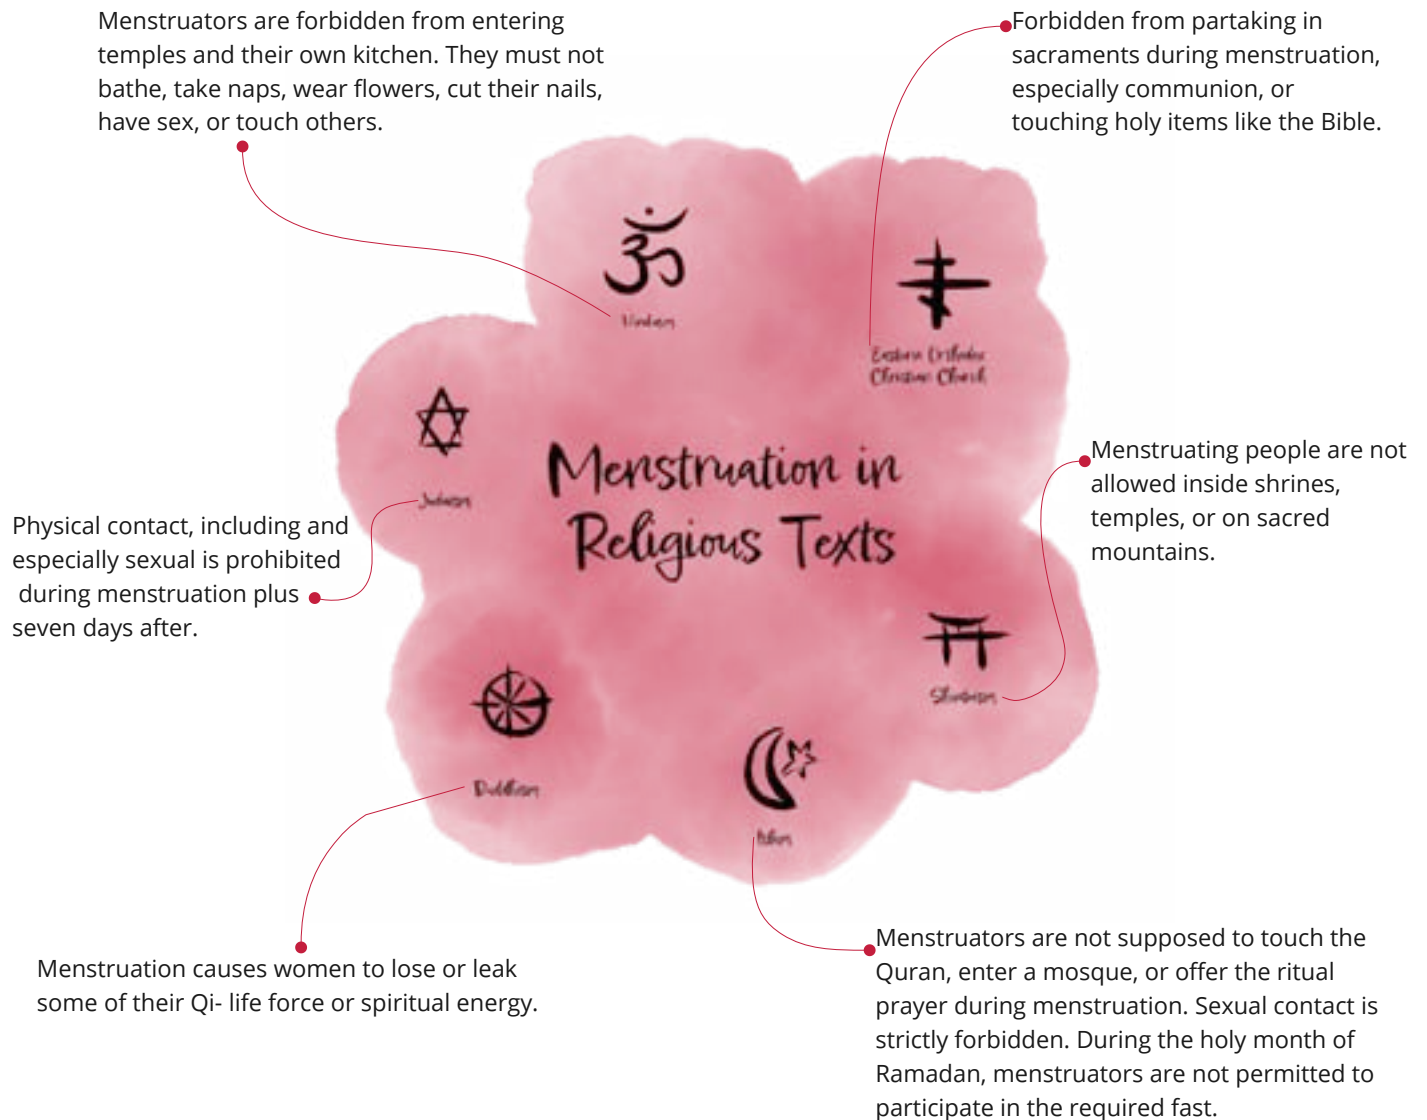 Menstruators are forbidden from entering
temples and their own kitchen. They must not
bathe, take naps, wear flowers, cut their nails,
have sex, or touch others.
Forbidden from partaking in
sacraments during menstruation,
especially communion, or
touching holy items like the Bible.
ॐ
Hinduism
Eastern Orthodox
Christian Church
Menstruation in
Religious Texts
Judaism
Menstruating people are not
allowed inside shrines,
temples, or on sacred
mountains.
Physical contact, including and
especially sexual is prohibited
during menstruation plus
seven days after.
Shintoism
Buddhism
Islam
Menstruation causes women to lose or leak
some of their Qi- life force or spiritual energy.
Menstruators are not supposed to touch the
Quran, enter a mosque, or offer the ritual
prayer during menstruation. Sexual contact is
strictly forbidden. During the holy month of
Ramadan, menstruators are not permitted to
participate in the required fast.